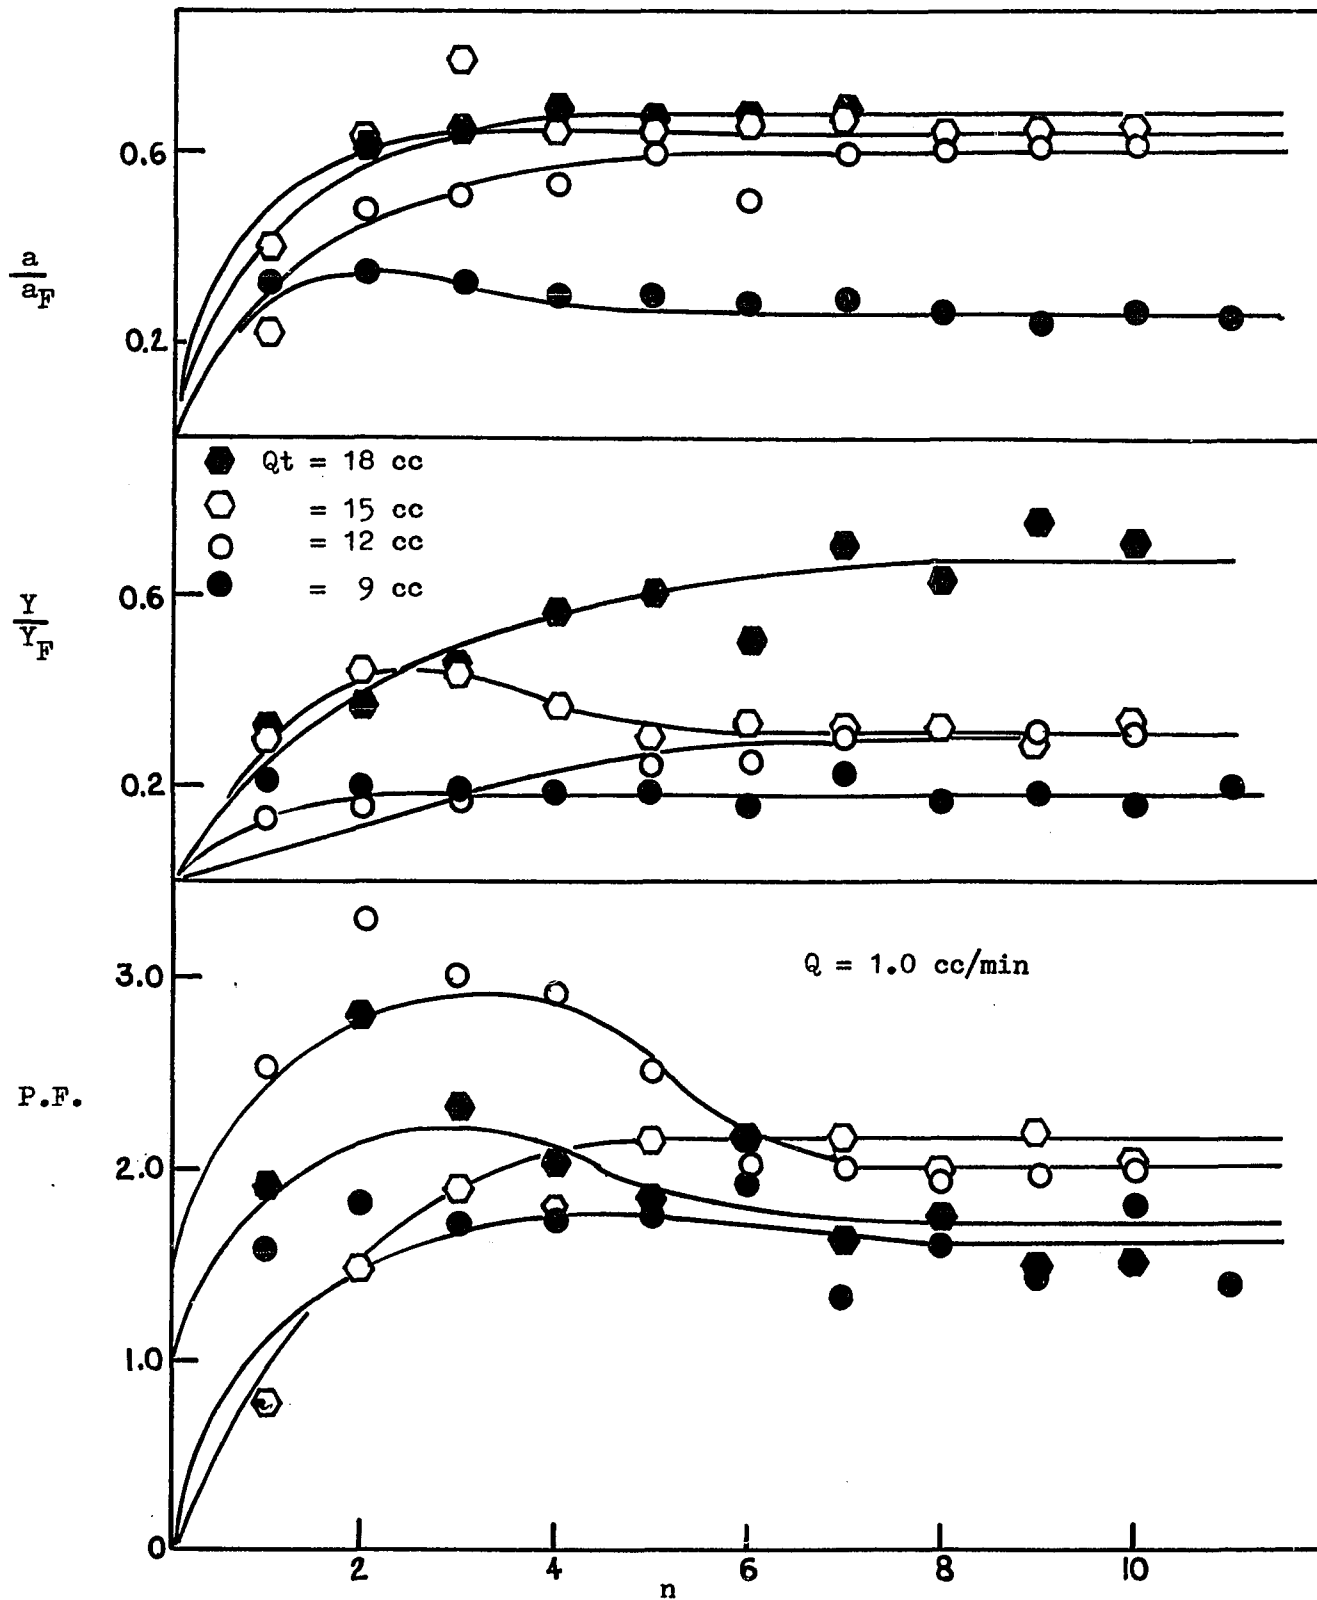 0.6
a
a_F
0.2
Qt = 18 cc
= 15 cc
= 12 cc
= 9 cc
0.6
Y
Y_F
0.2
Q = 1.0 cc/min
3.0
P.F.
2.0
1.0
0
2 4 6 8 10
n